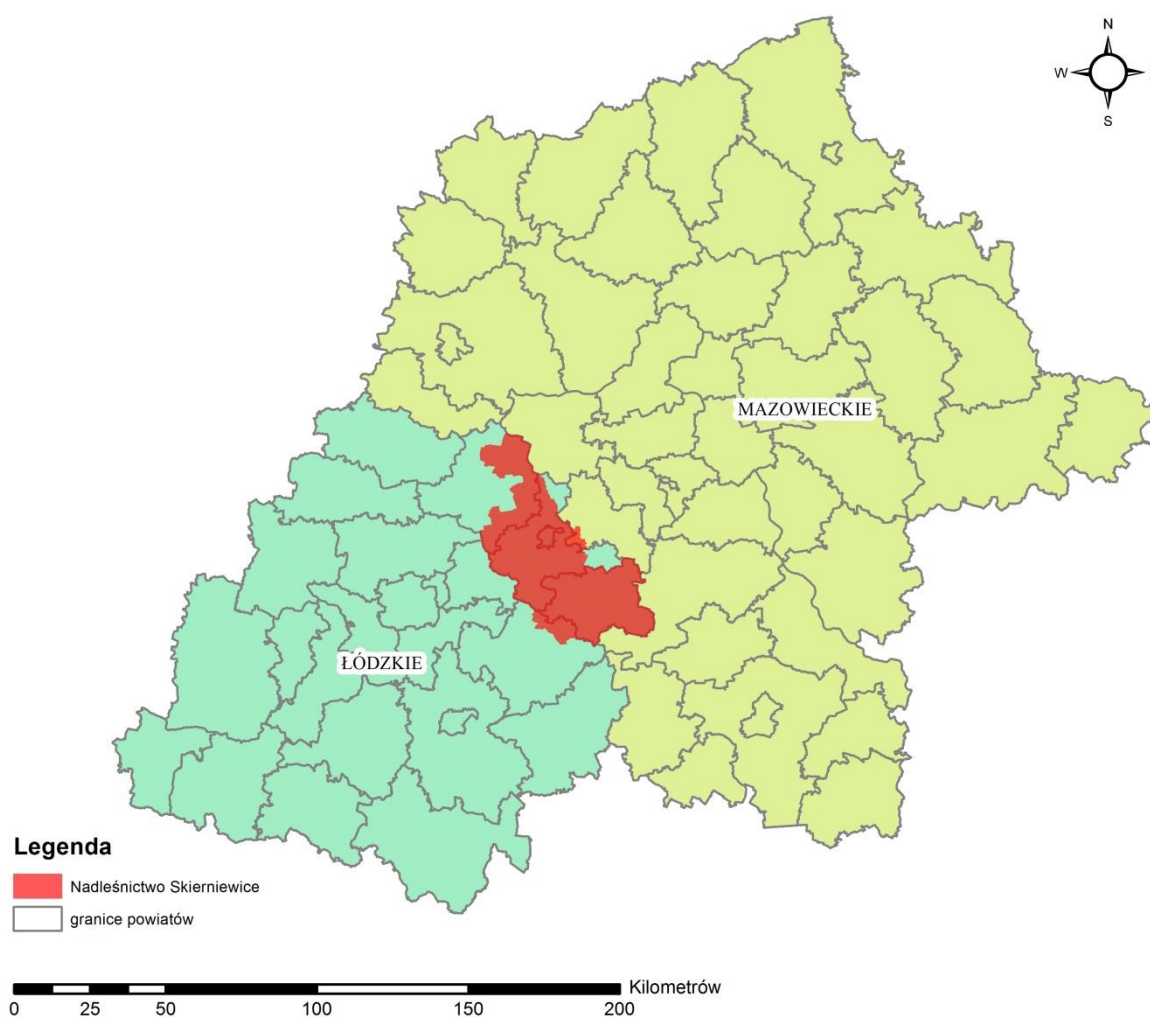 N
W
S
MAZOWIECKIE
ŁÓDZKIE
Legenda
Nadleśnictwo Skierniewice
granice powiatów
Kilometrów
0 25 50 100 150 200